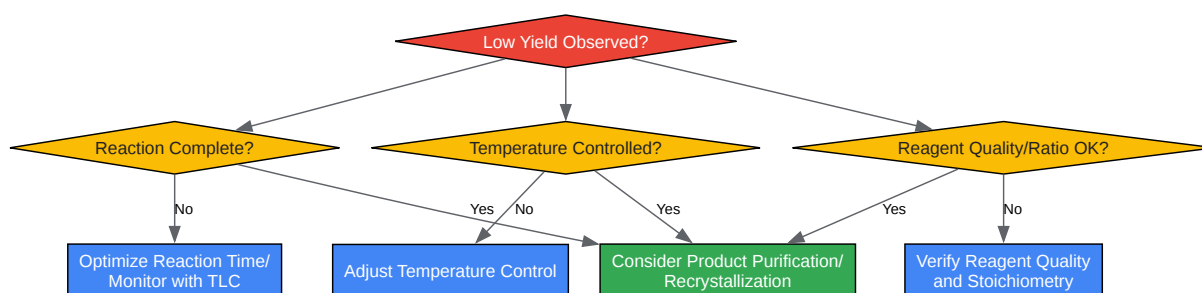 Low Yield Observed?
Reaction Complete?
Temperature Controlled?
Reagent Quality/Ratio OK?
No
Yes
No
Yes
Yes
No
Optimize Reaction Time/
Monitor with TLC
Adjust Temperature Control
Consider Product Purification/
Recrystallization
Verify Reagent Quality
and Stoichiometry